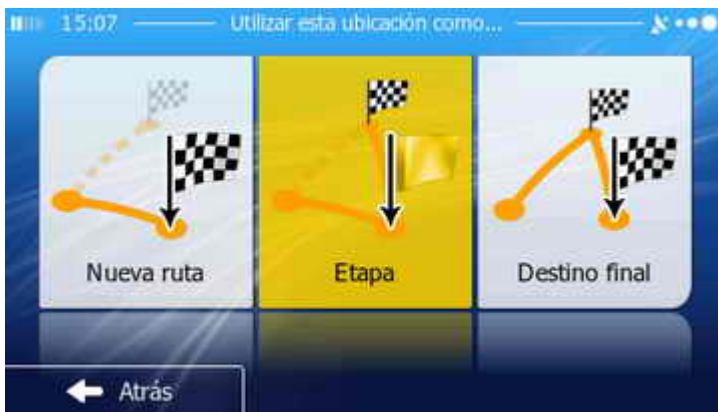 15:07 Utilizar esta ubicación como...
Nueva ruta
Etapa
Destino final
Atrás